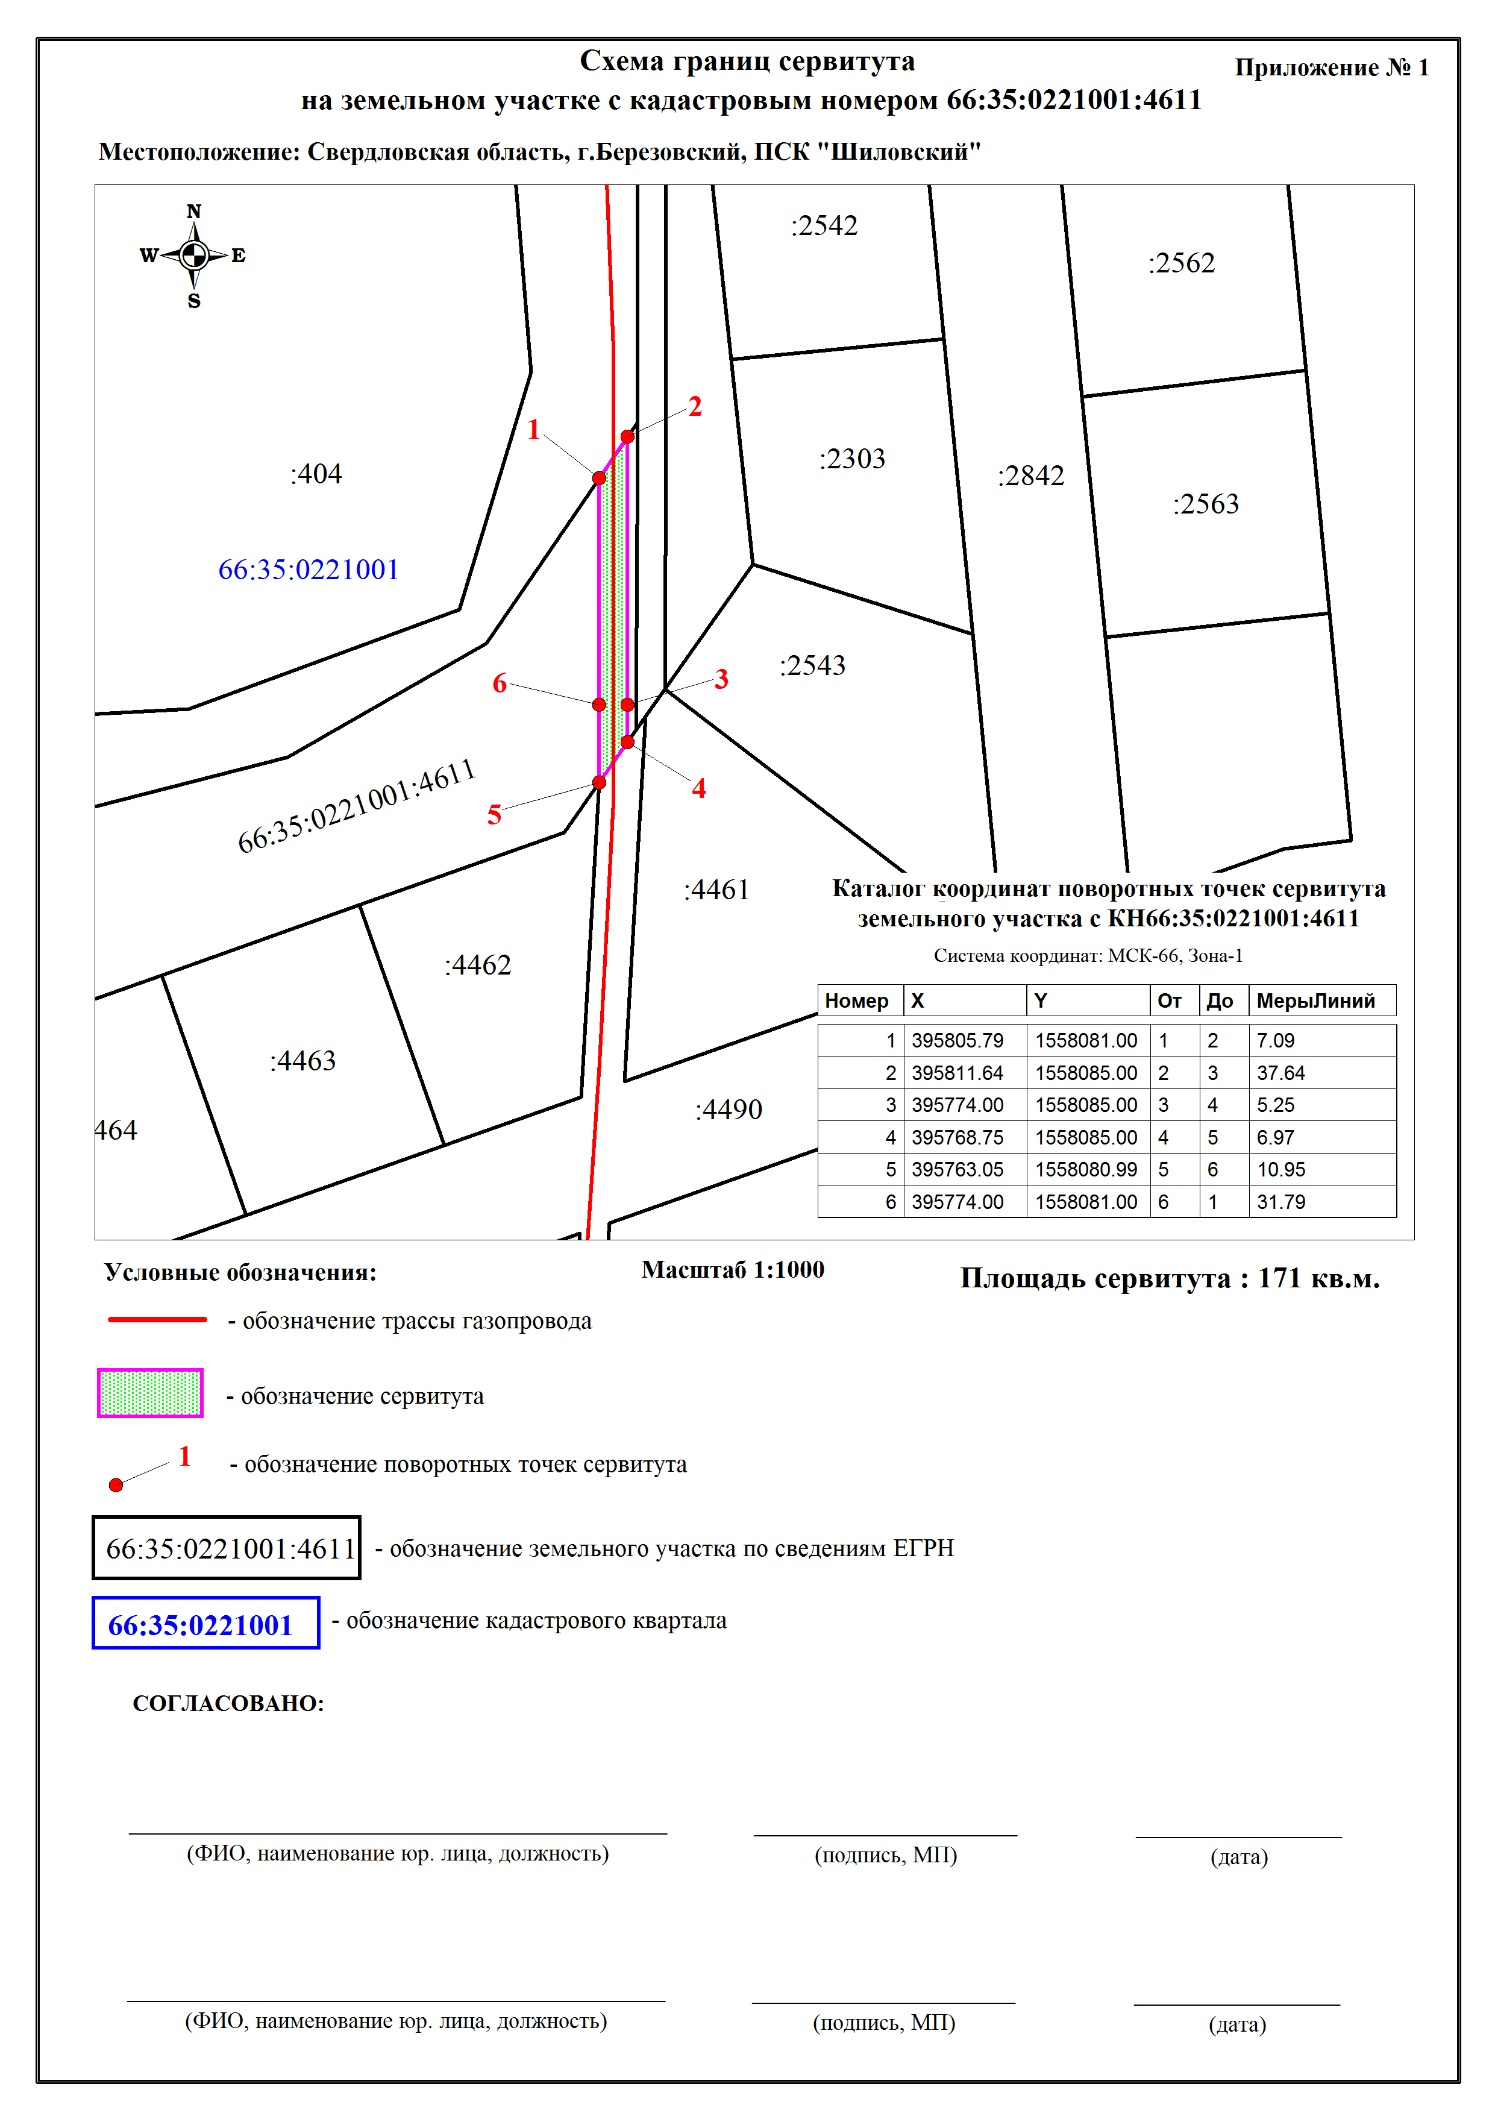 Схема границ сервитута
Приложение № 1
на земельном участке с кадастровым номером 66:35:0221001:4611
Местоположение: Свердловская область, г.Березовский, ПСК "Шиловский"
N
W E
S
:2542
:2562
1
2
:404
:2303
:2842
:2563
66:35:0221001
6
3
:2543
66:35:0221001:4611
5
4
:4461
:4462
:4463
464
:4490
Каталог координат поворотных точек сервитута
земельного участка с КН66:35:0221001:4611
Система координат: МСК-66, Зона-1
Номер X Y От До МерыЛиний
1 395805.79 1558081.00 1 2 7.09
2 395811.64 1558085.00 2 3 37.64
3 395774.00 1558085.00 3 4 5.25
4 395768.75 1558085.00 4 5 6.97
5 395763.05 1558080.99 5 6 10.95
6 395774.00 1558081.00 6 1 31.79
Условные обозначения:
Масштаб 1:1000
Площадь сервитута : 171 кв.м.
- обозначение трассы газопровода
- обозначение сервитута
1
- обозначение поворотных точек сервитута
66:35:0221001:4611 - обозначение земельного участка по сведениям ЕГРН
66:35:0221001 - обозначение кадастрового квартала
СОГЛАСОВАНО:
(ФИО, наименование юр. лица, должность) (подпись, МП) (дата)
(ФИО, наименование юр. лица, должность) (подпись, МП) (дата)